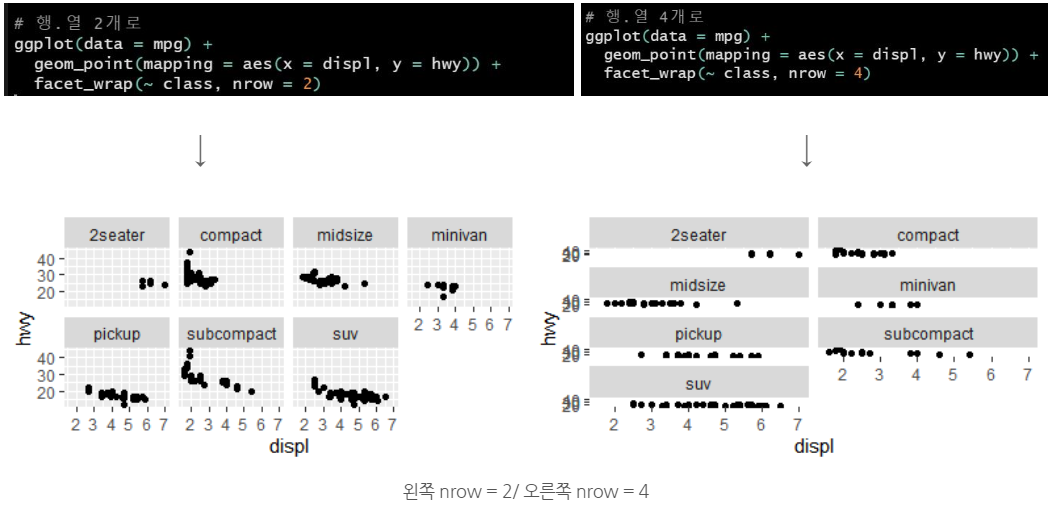 # 행.열 2개로
ggplot(data = mpg) +
geom_point(mapping = aes(x = displ, y = hwy)) +
facet_wrap(~ class, nrow = 2)
# 행.열 4개로
ggplot(data = mpg) +
geom_point(mapping = aes(x = displ, y = hwy)) +
facet_wrap(~ class, nrow = 4)
2seater compact midsize minivan
40
30
20
2 3 4 5 6 7
pickup subcompact suv
40
30
20
2 3 4 5 6 7 2 3 4 5 6 7 2 3 4 5 6 7
hwy
displ
2seater compact
midsize minivan
pickup subcompact
2 3 4 5 6 7
suv
2 3 4 5 6 7
hwy
displ
왼쪽 nrow = 2/ 오른쪽 nrow = 4